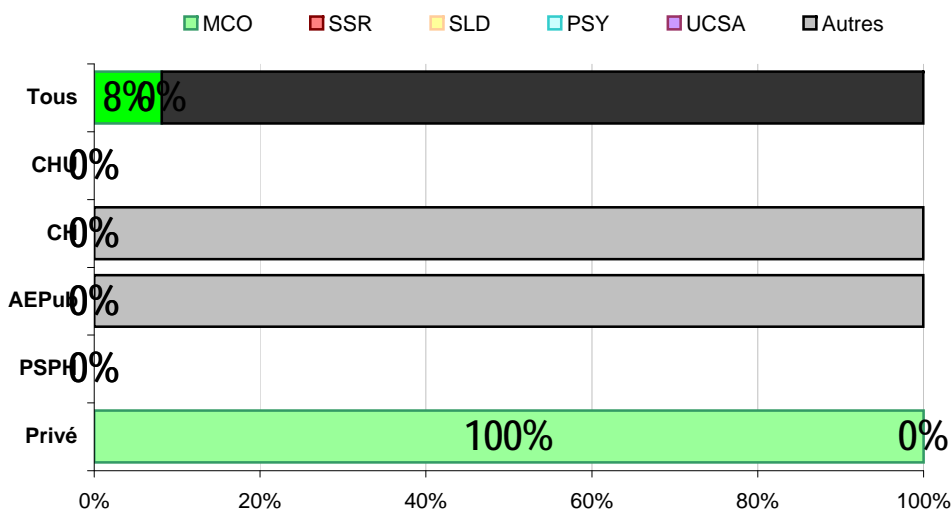 MCO SSR SLD PSY UCSA Autres
Tous 8% 0%
CHU 0%
CH 0%
AEPub 0%
PSPH 0%
Privé 100% 0%
0% 20% 40% 60% 80% 100%